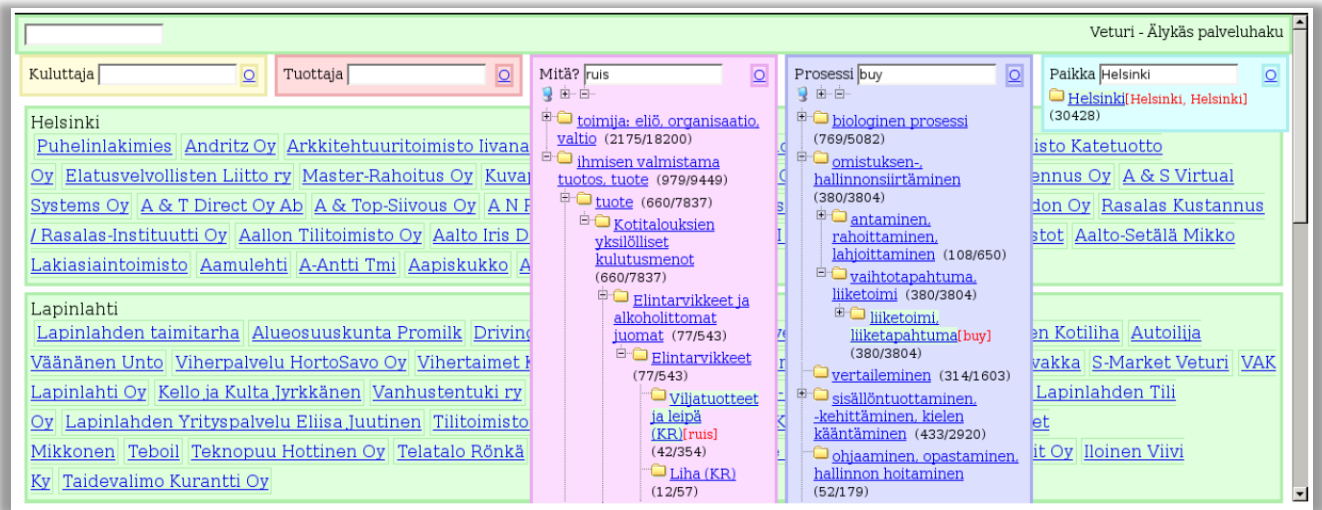 Veturi - Älykäs palveluhaku
Kuluttaja O
Tuottaja O
Mitä? ruis O
toimija: eliö, organisaatio,
valtio (2175/18200)
ihmisen valmistama
tuotos, tuote (979/9449)
tuote (660/7837)
Kotitalouksien
yksilölliset
kulutusmenot
(660/7837)
Elintarvikkeet ja
alkoholittomat
juomat (77/543)
Elintarvikkeet
(77/543)
Viljatuotteet
ja leipä
(KR)[ruis]
(42/354)
Liha (KR)
(12/57)
Prosessi buy O
biologinen prosessi
(769/5082)
omistuksen-,
hallinnonsiirtäminen
(380/3804)
antaminen,
rahoittaminen,
lahjoittaminen (108/650)
vaihtotapahtuma,
liiketoimi (380/3804)
liiketoimi,
liiketapahtuma[buy]
(380/3804)
vertaileminen (314/1603)
sisällöntuottaminen,
-kehittäminen, kielen
kääntäminen (433/2920)
ohjaaminen, opastaminen,
hallinnon hoitaminen
(52/179)
Paikka Helsinki O
Helsinki[Helsinki, Helsinki]
(30428)
Helsinki
Puhelinlakimies Andritz Oy Arkkitehtuuritoimisto Iivana isto Katetuotto
Oy Elatusvelvollisten Liitto ry Master-Rahoitus Oy Kuva ennus Oy A & S Virtual
Systems Oy A & T Direct Oy Ab A & Top-Siivous Oy A N don Oy Rasalas Kustannus
/ Rasalas-Instituutti Oy Aallon Tilitoimisto Oy Aalto Iris D stot Aalto-Setälä Mikko
Lakiasiaintoimisto Aamulehti A-Antti Tmi Aapiskukko A
Lapinlahti
Lapinlahden taimitarha Alueosuuskunta Promilk Driving en Kotiliha Autoilija
Väänänen Unto Viherpalvelu HortoSavo Oy Vihertaimet vakka S-Market Veturi VAK
Lapinlahti Oy Kello ja Kulta Jyrkkänen Vanhustentuki ry Lapinlahden Tili
Oy Lapinlahden Yrityspalvelu Eliisa Juutinen Tilitoimisto et
Mikkonen Teboil Teknopuu Hottinen Oy Telatalo Rönkä it Oy Iloinen Viivi
Ky Taidevalimo Kurantti Oy